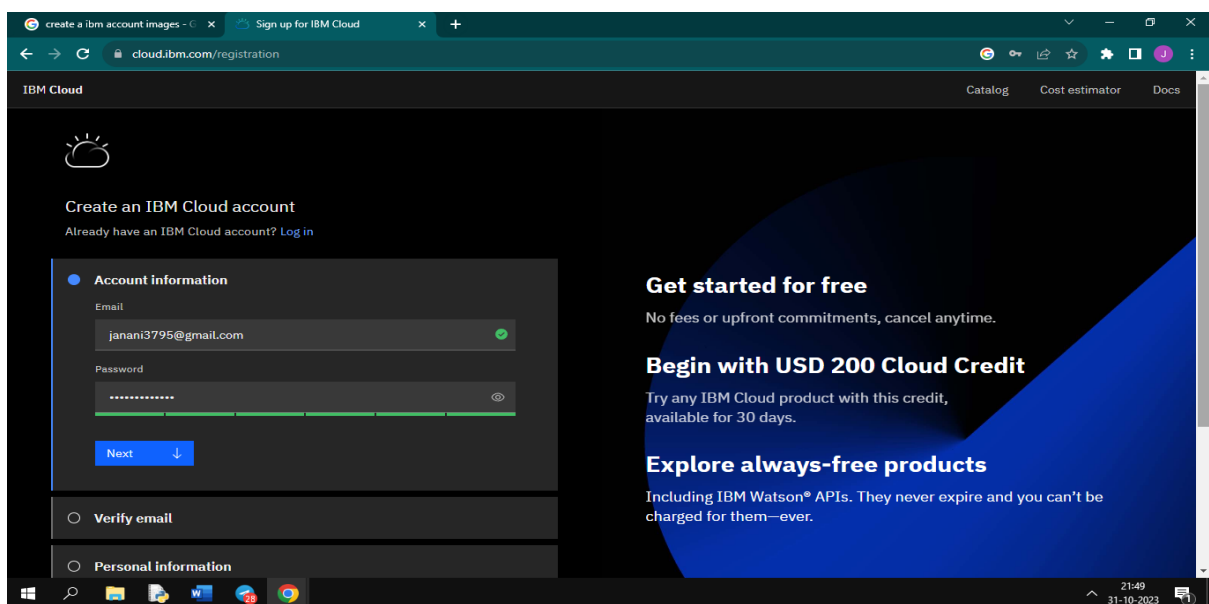 create a ibm account images - G
Sign up for IBM Cloud
cloud.ibm.com/registration
J
IBM Cloud
Catalog
Cost estimator
Docs
Create an IBM Cloud account
Already have an IBM Cloud account? Log in
Account information
Email
janani3795@gmail.com
Password
•••••••••••••
Next
Verify email
Personal information
Get started for free
No fees or upfront commitments, cancel anytime.
Begin with USD 200 Cloud Credit
Try any IBM Cloud product with this credit,
available for 30 days.
Explore always-free products
Including IBM Watson® APIs. They never expire and you can't be
charged for them—ever.
28
21:49
31-10-2023
1